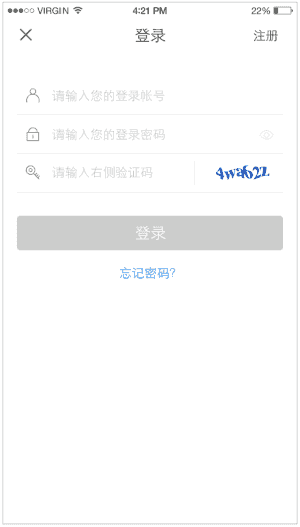 VIRGIN 4:21 PM 22%
登录 注册
请输入您的登录帐号
请输入您的登录密码
请输入右侧验证码 4wa62z
登录
忘记密码?